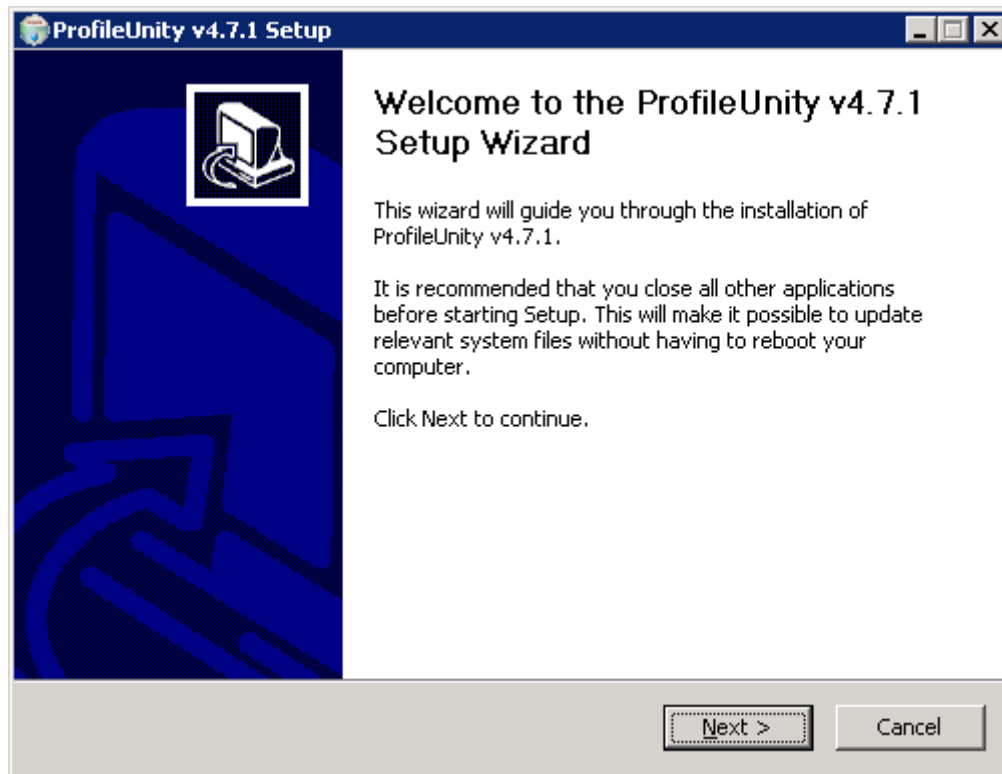 ProfileUnity v4.7.1 Setup
Welcome to the ProfileUnity v4.7.1
Setup Wizard
This wizard will guide you through the installation of
ProfileUnity v4.7.1.
It is recommended that you close all other applications
before starting Setup. This will make it possible to update
relevant system files without having to reboot your
computer.
Click Next to continue.
Next >
Cancel